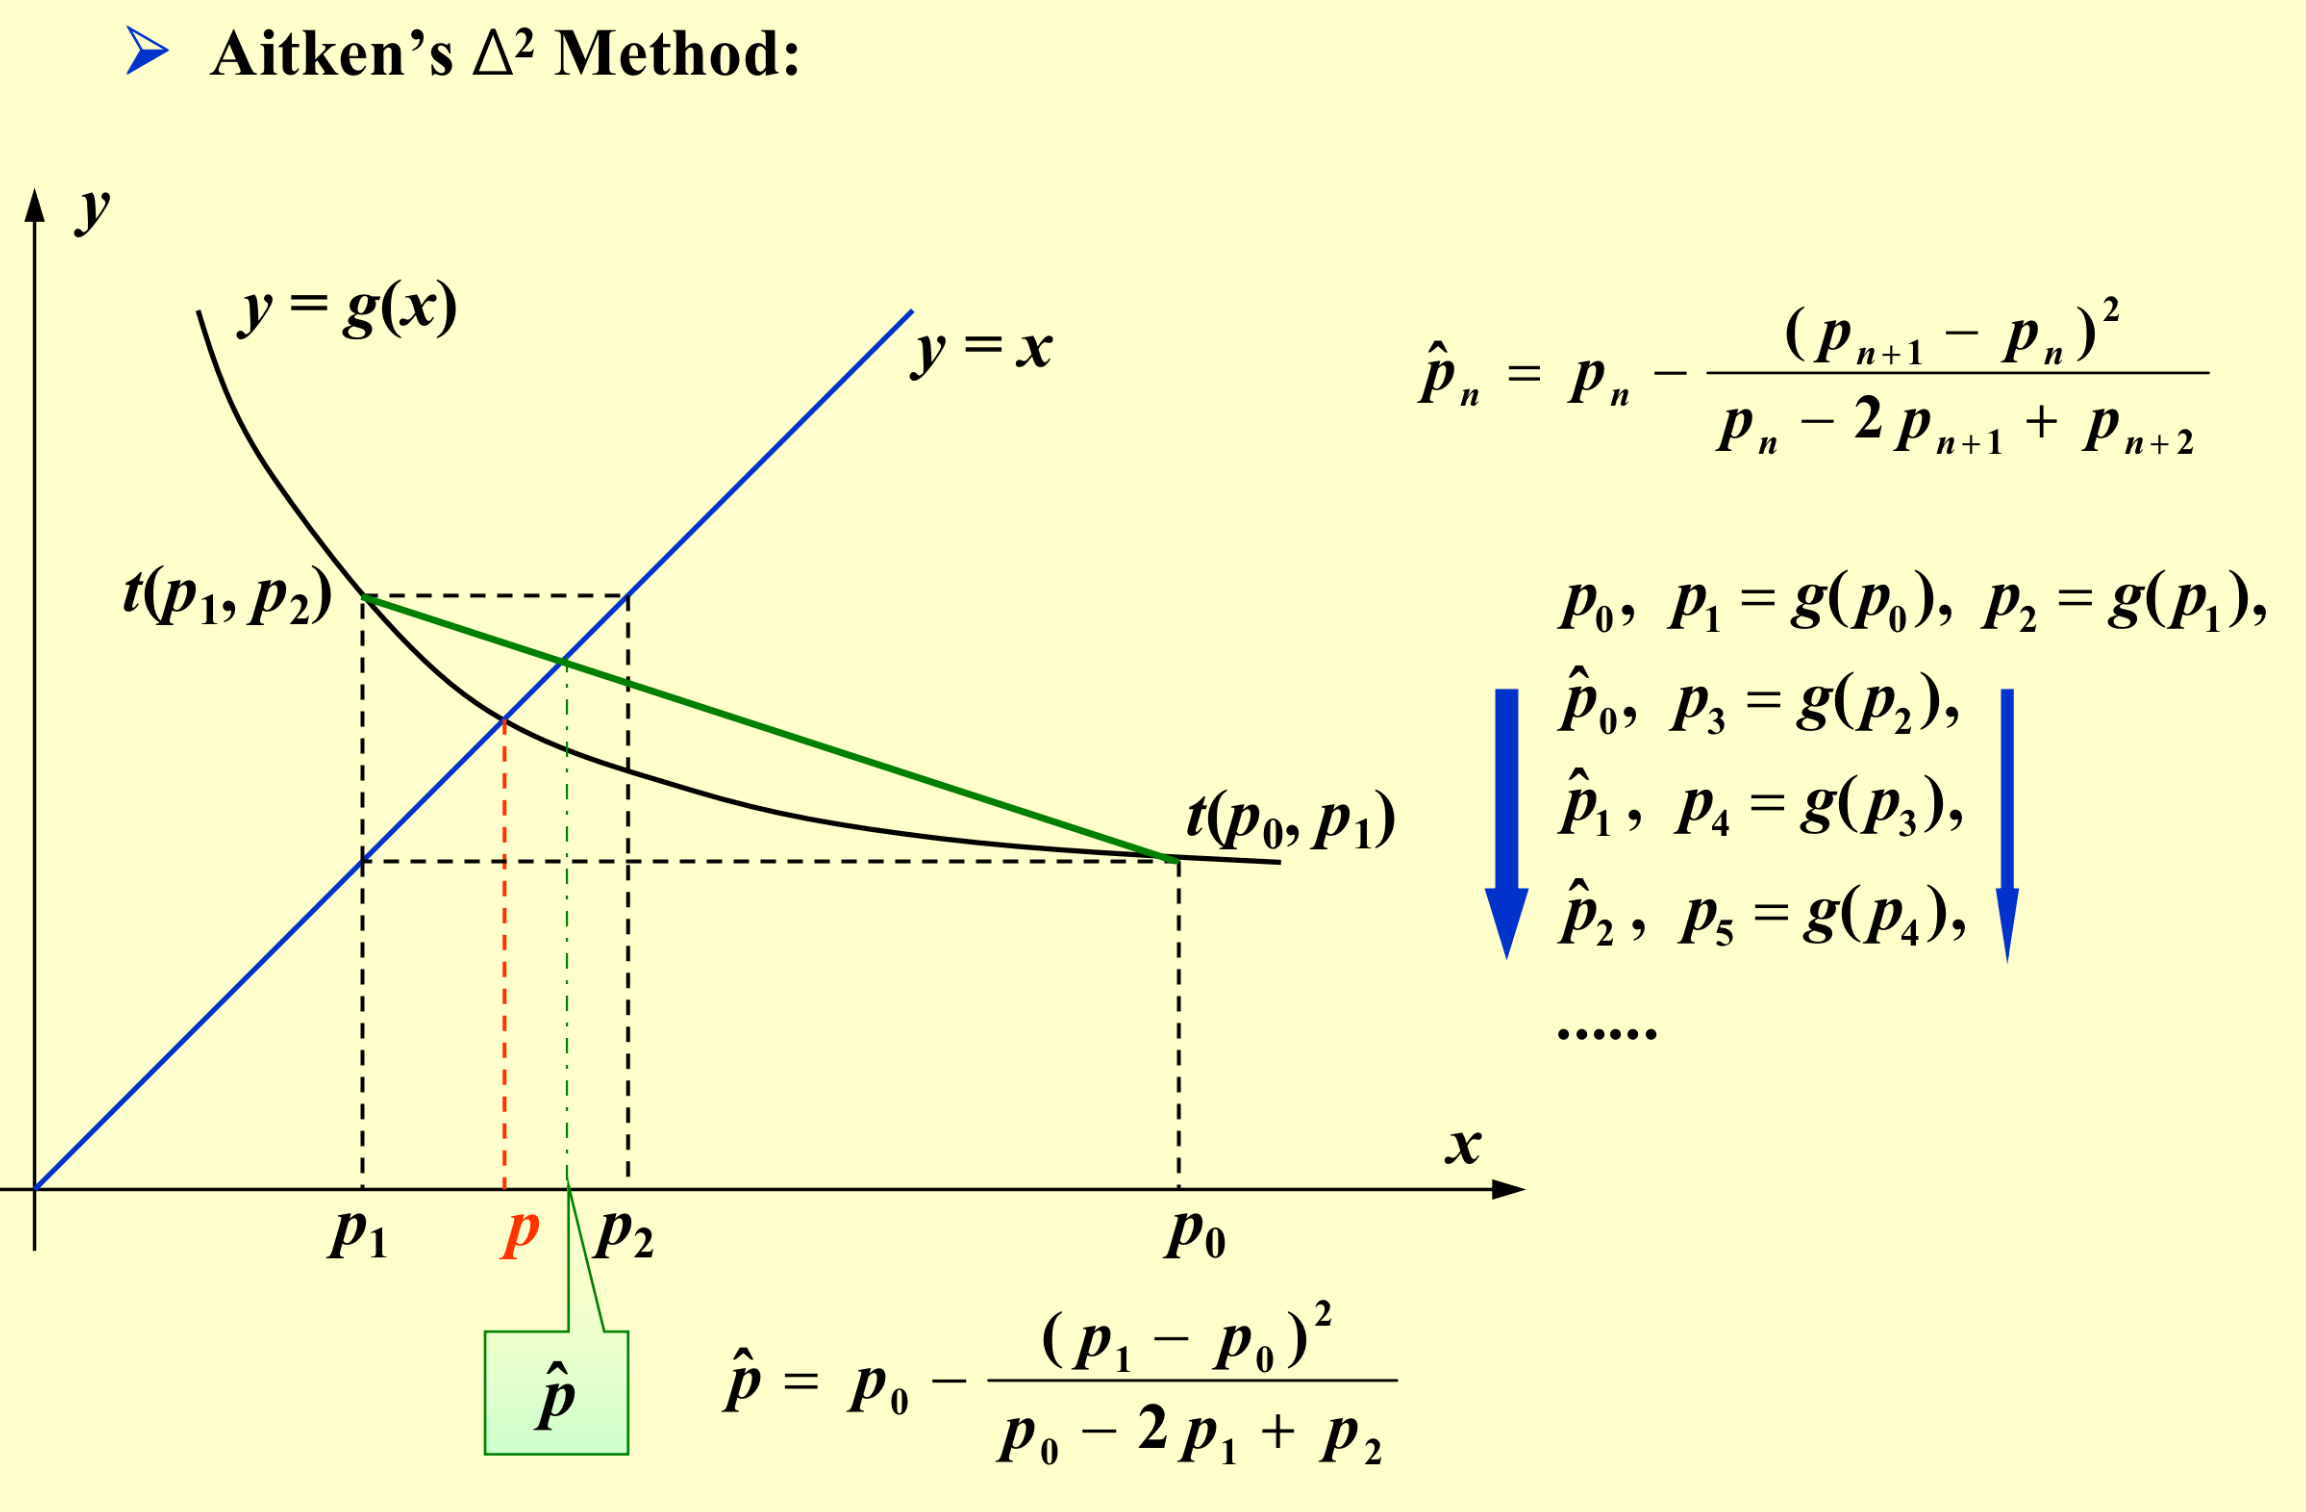 Aitken’s Δ² Method:
y
y = g(x)
y = x
t(p₁, p₂)
t(p₀, p₁)
x
p₁ p p₂ p₀
p̂
p̂ = p₀ − (p₁ − p₀)² / (p₀ − 2p₁ + p₂)
p̂ₙ = pₙ − (pₙ₊₁ − pₙ)² / (pₙ − 2pₙ₊₁ + pₙ₊₂)
p₀, p₁ = g(p₀), p₂ = g(p₁),
p̂₀, p₃ = g(p₂),
p̂₁, p₄ = g(p₃),
p̂₂, p₅ = g(p₄),
......